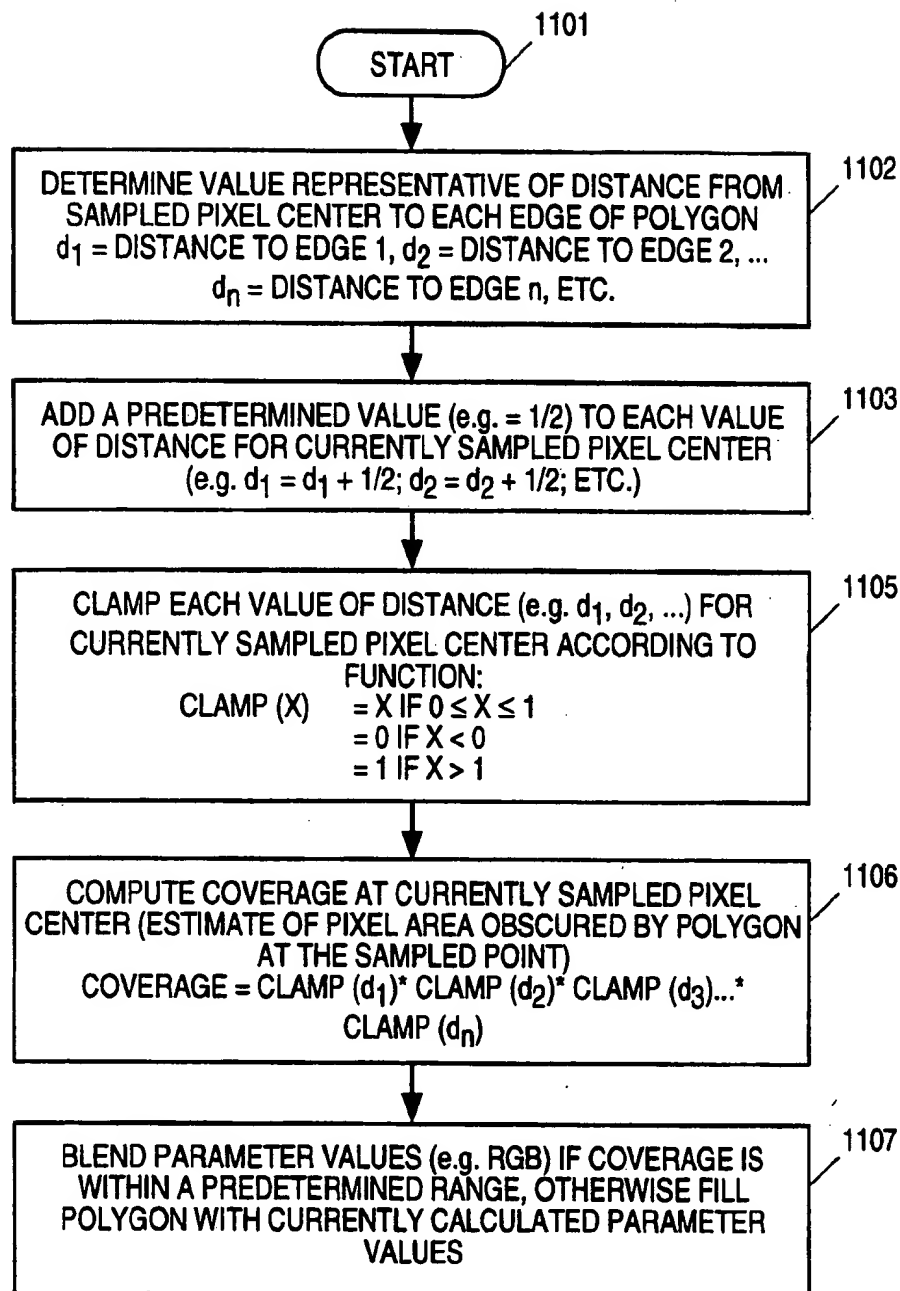 1101
START
1102
DETERMINE VALUE REPRESENTATIVE OF DISTANCE FROM
SAMPLED PIXEL CENTER TO EACH EDGE OF POLYGON
d1 = DISTANCE TO EDGE 1, d2 = DISTANCE TO EDGE 2, ...
dn = DISTANCE TO EDGE n, ETC.
1103
ADD A PREDETERMINED VALUE (e.g. = 1/2) TO EACH VALUE
OF DISTANCE FOR CURRENTLY SAMPLED PIXEL CENTER
(e.g. d1 = d1 + 1/2; d2 = d2 + 1/2; ETC.)
1105
CLAMP EACH VALUE OF DISTANCE (e.g. d1, d2, ...) FOR
CURRENTLY SAMPLED PIXEL CENTER ACCORDING TO
FUNCTION:
CLAMP (X) = X IF 0 ≤ X ≤ 1
= 0 IF X < 0
= 1 IF X > 1
1106
COMPUTE COVERAGE AT CURRENTLY SAMPLED PIXEL
CENTER (ESTIMATE OF PIXEL AREA OBSCURED BY POLYGON
AT THE SAMPLED POINT)
COVERAGE = CLAMP (d1)* CLAMP (d2)* CLAMP (d3)...*
CLAMP (dn)
1107
BLEND PARAMETER VALUES (e.g. RGB) IF COVERAGE IS
WITHIN A PREDETERMINED RANGE, OTHERWISE FILL
POLYGON WITH CURRENTLY CALCULATED PARAMETER
VALUES